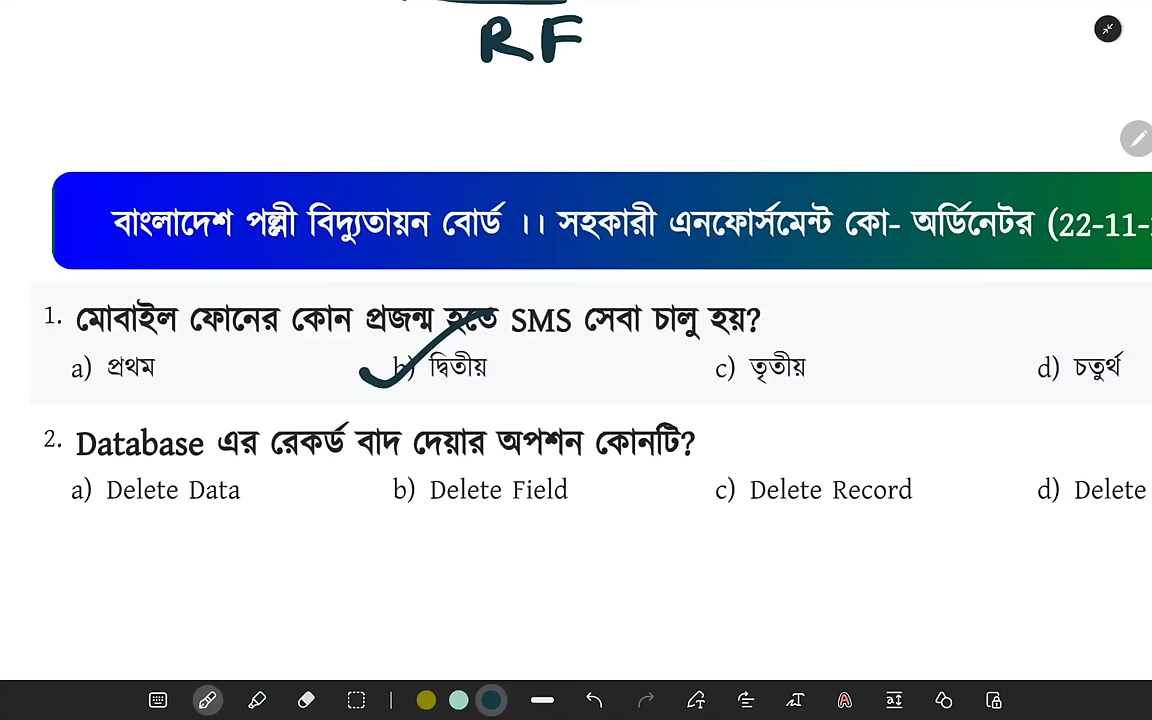 RF
বাংলাদেশ পল্লী বিদ্যুতায়ন বোর্ড ।। সহকারী এনফোর্সমেন্ট কো- অর্ডিনেটর (22-11-
1. মোবাইল ফোনের কোন প্রজন্ম হতে SMS সেবা চালু হয়?
a) প্রথম b) দ্বিতীয় c) তৃতীয় d) চতুর্থ
2. Database এর রেকর্ড বাদ দেয়ার অপশন কোনটি?
a) Delete Data b) Delete Field c) Delete Record d) Delete